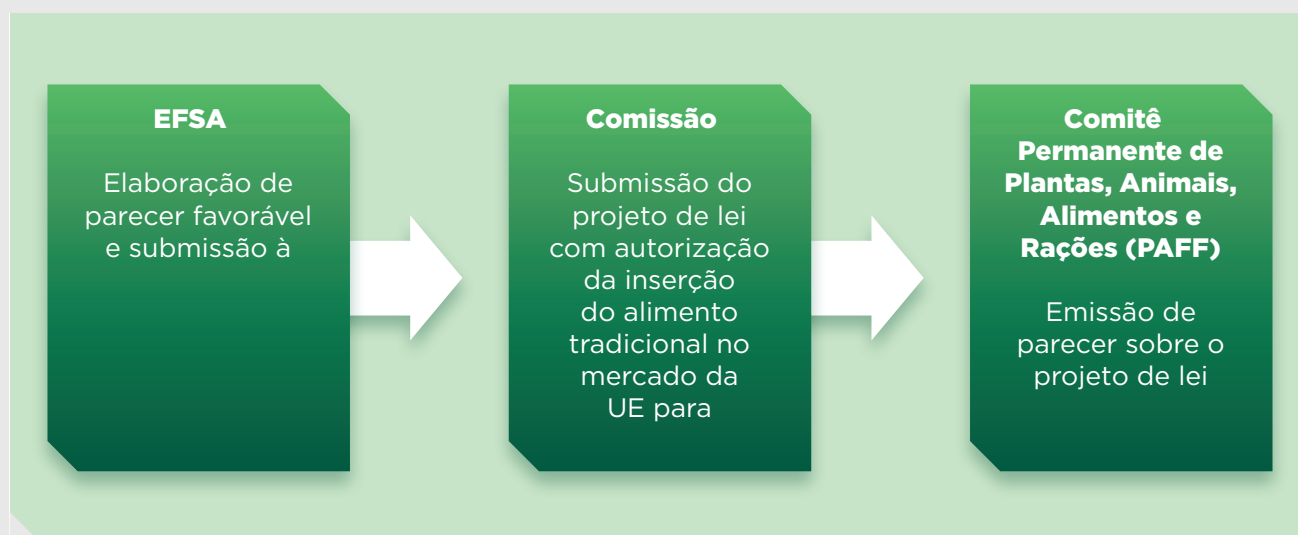 EFSA
Elaboração de
parecer favorável
e submissão à
Comissão
Submissão do
projeto de lei
com autorização
da inserção
do alimento
tradicional no
mercado da
UE para
Comitê
Permanente de
Plantas, Animais,
Alimentos e
Rações (PAFF)
Emissão de
parecer sobre o
projeto de lei